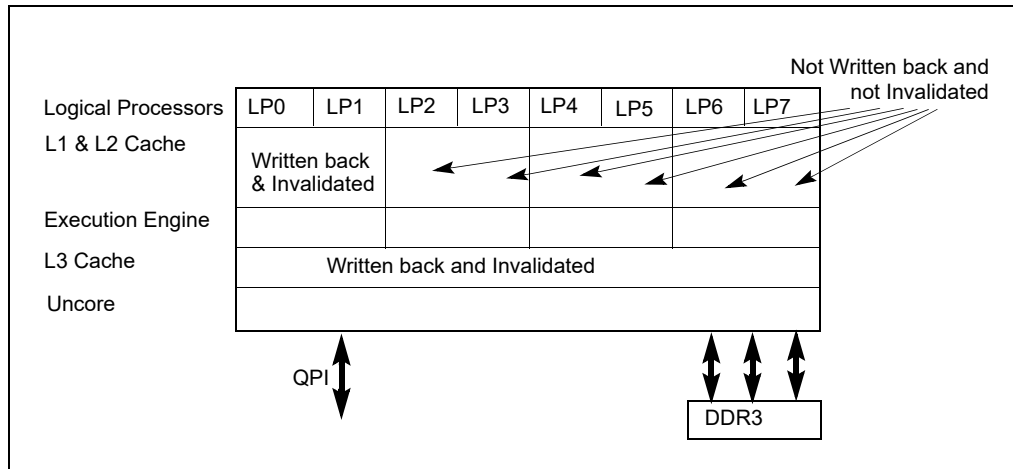 Not Written back and
not Invalidated
Logical Processors LP0 LP1 LP2 LP3 LP4 LP5 LP6 LP7
L1 & L2 Cache
Written back
& Invalidated
Execution Engine
L3 Cache Written back and Invalidated
Uncore
QPI
DDR3